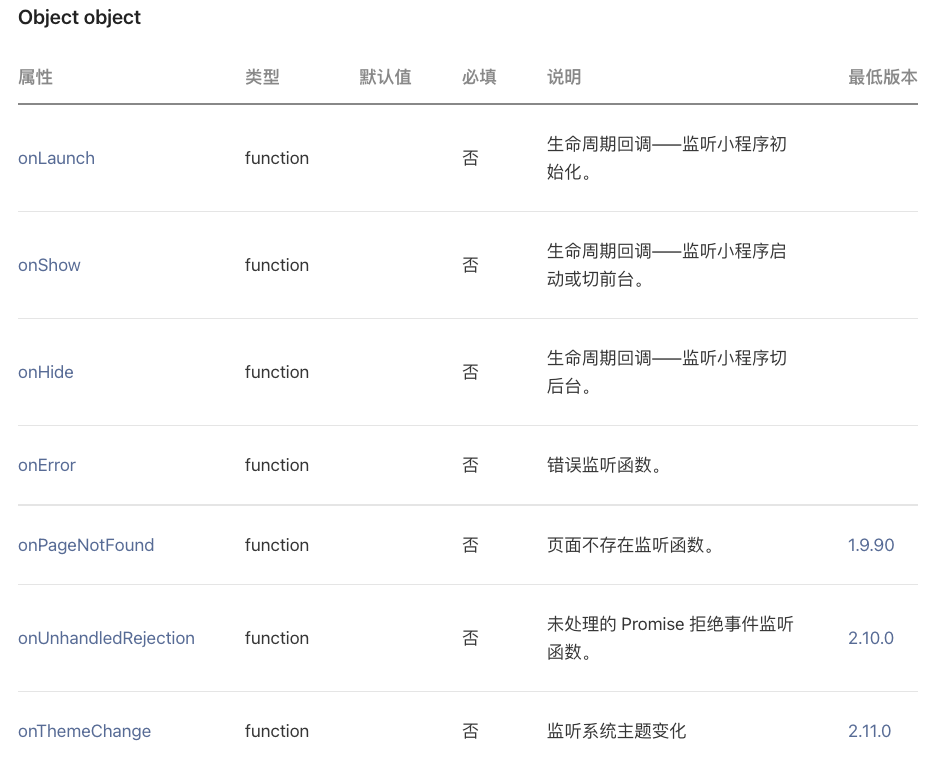 Object object
属性 类型 默认值 必填 说明 最低版本
onLaunch function 否 生命周期回调——监听小程序初
始化。
onShow function 否 生命周期回调——监听小程序启
动或切前台。
onHide function 否 生命周期回调——监听小程序切
后台。
onError function 否 错误监听函数。
onPageNotFound function 否 页面不存在监听函数。 1.9.90
onUnhandledRejection function 否 未处理的 Promise 拒绝事件监听 2.10.0
函数。
onThemeChange function 否 监听系统主题变化 2.11.0